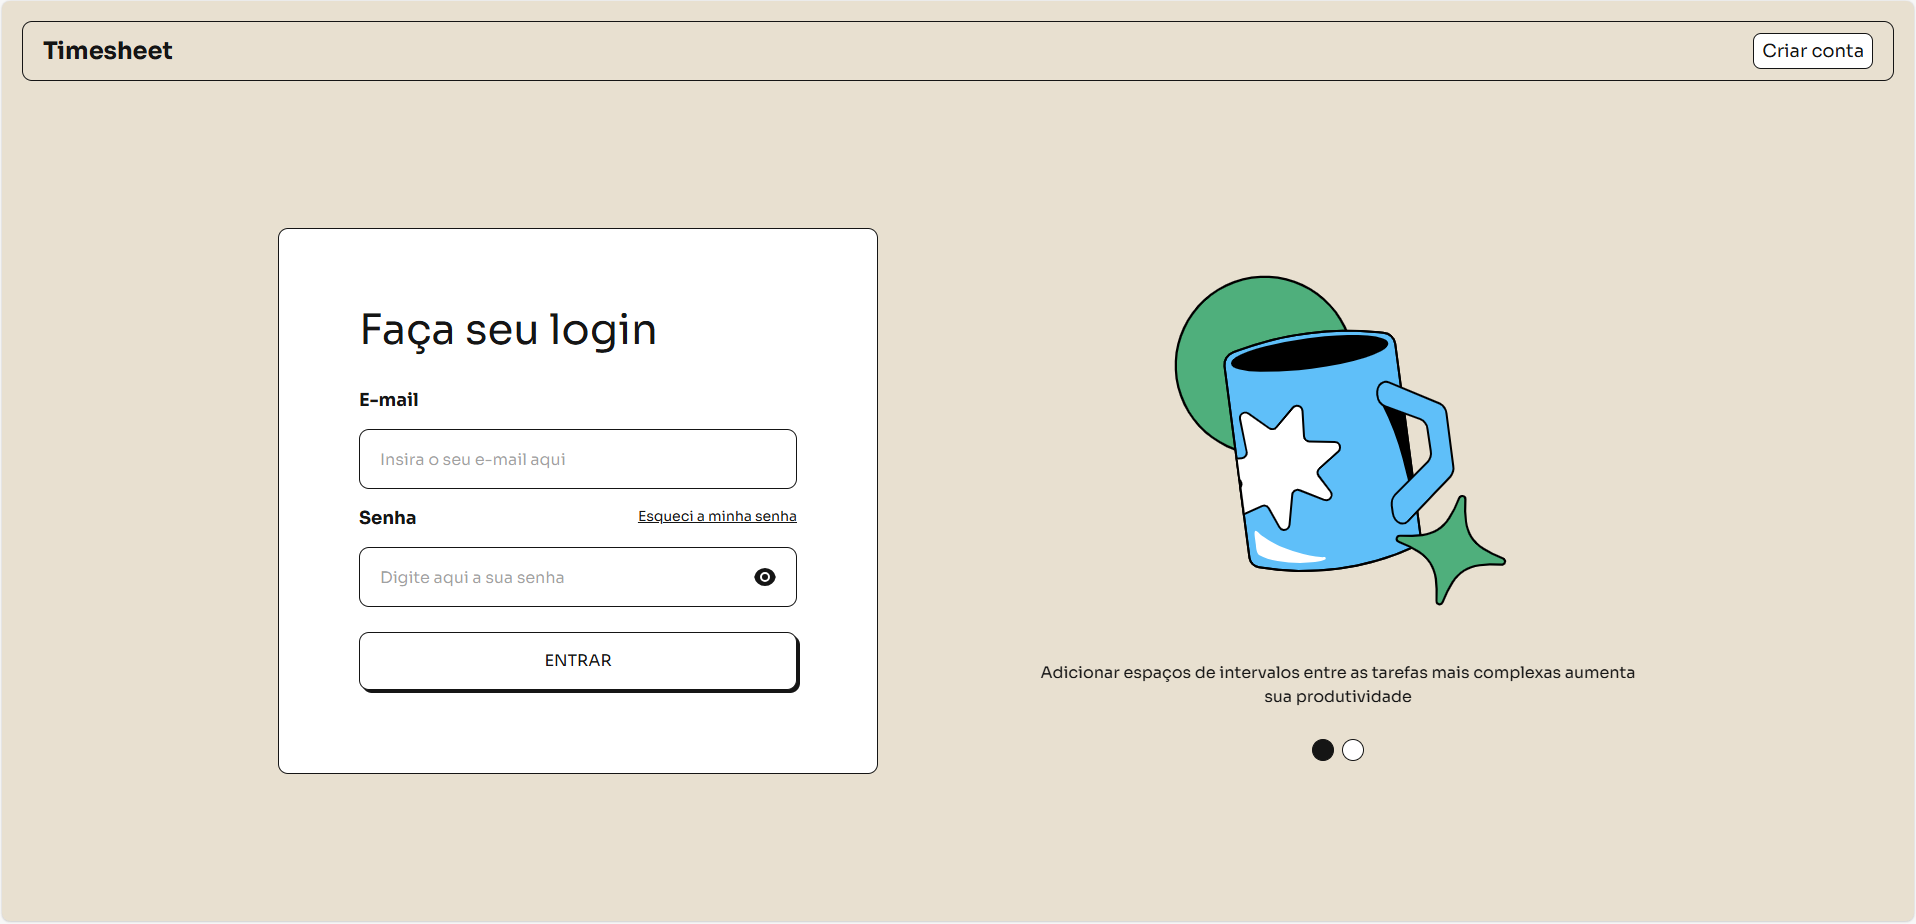 Timesheet
Criar conta
Faça seu login
E-mail
Insira o seu e-mail aqui
Senha
Esqueci a minha senha
Digite aqui a sua senha
ENTRAR
Adicionar espaços de intervalos entre as tarefas mais complexas aumenta
sua produtividade